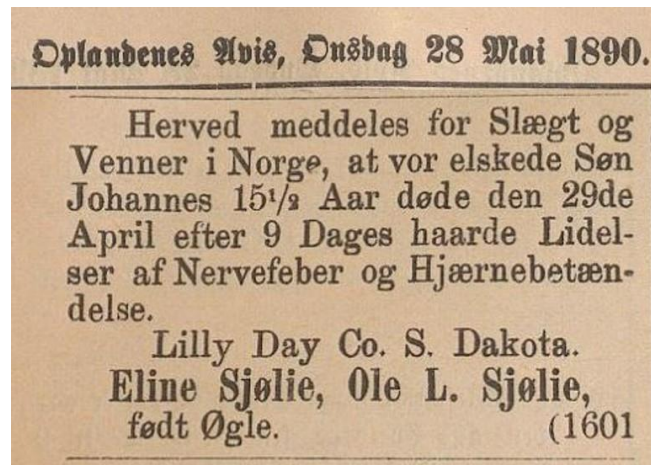 Oplandenes Avis, Onsdag 28 Mai 1890.
Herved meddeles for Slægt og
Venner i Norge, at vor elskede Søn
Johannes 15¹/₂ Aar døde den 29de
April efter 9 Dages haarde Lidel-
ser af Nervefeber og Hjærnebetæn-
delse.
Lilly Day Co. S. Dakota.
Eline Sjølie, Ole L. Sjølie,
født Øgle. (1601